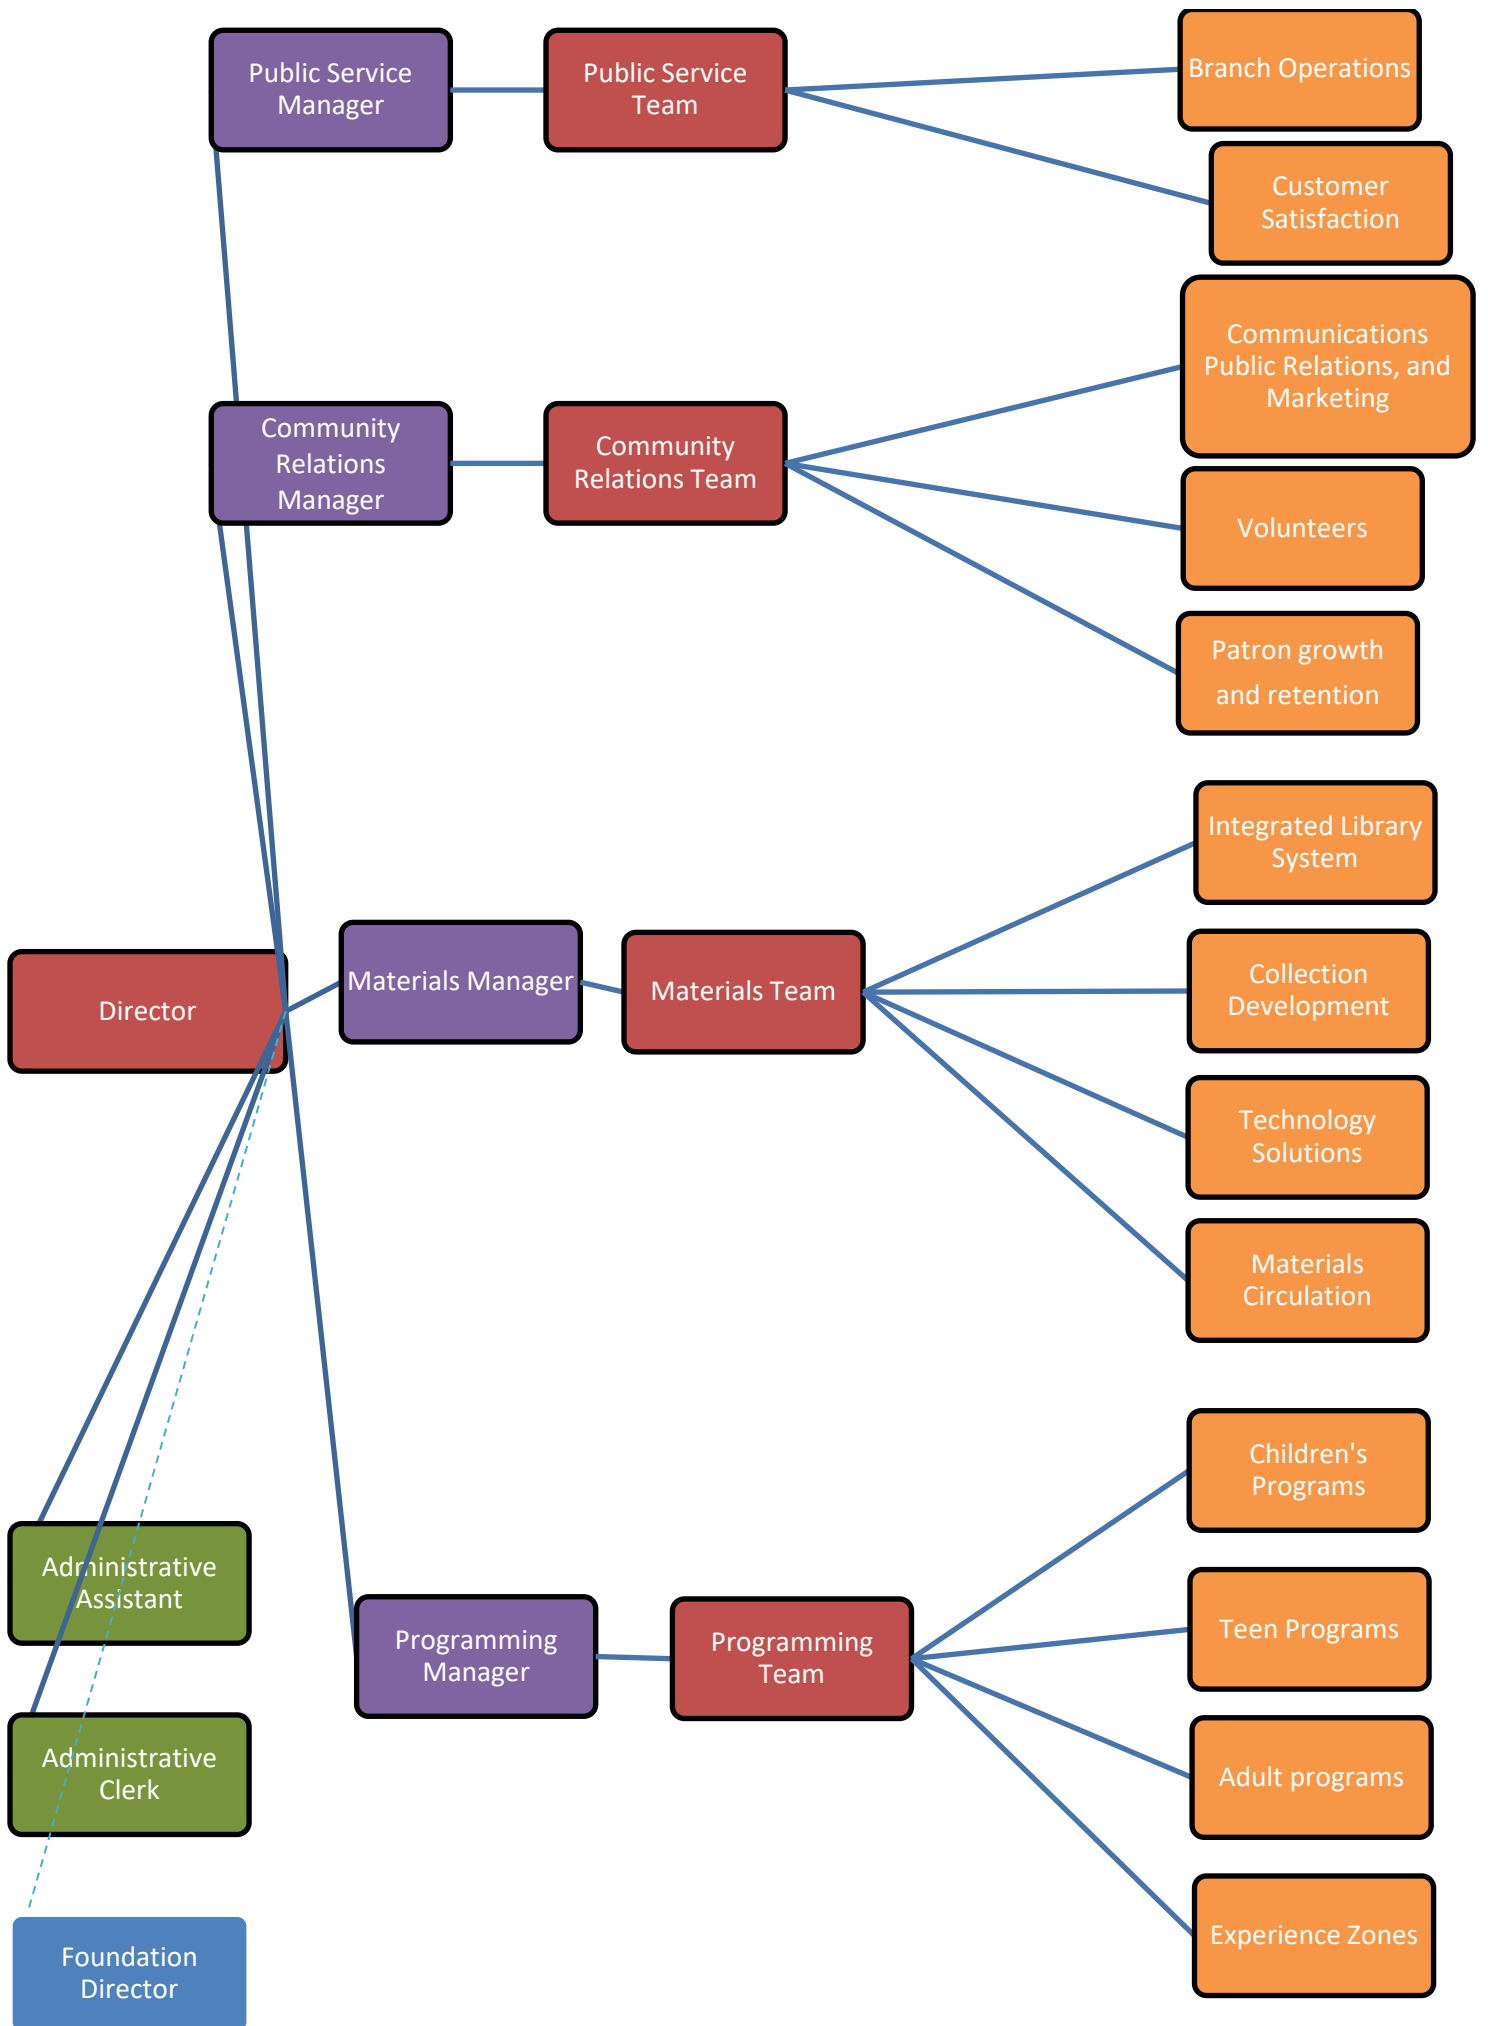 Public Service
Manager
Public Service
Team
Branch Operations
Customer
Satisfaction
Community
Relations
Manager
Community
Relations Team
Communications
Public Relations, and
Marketing
Volunteers
Patron growth
and retention
Director
Materials Manager
Materials Team
Integrated Library
System
Collection
Development
Technology
Solutions
Materials
Circulation
Administrative
Assistant
Administrative
Clerk
Foundation
Director
Programming
Manager
Programming
Team
Children's
Programs
Teen Programs
Adult programs
Experience Zones